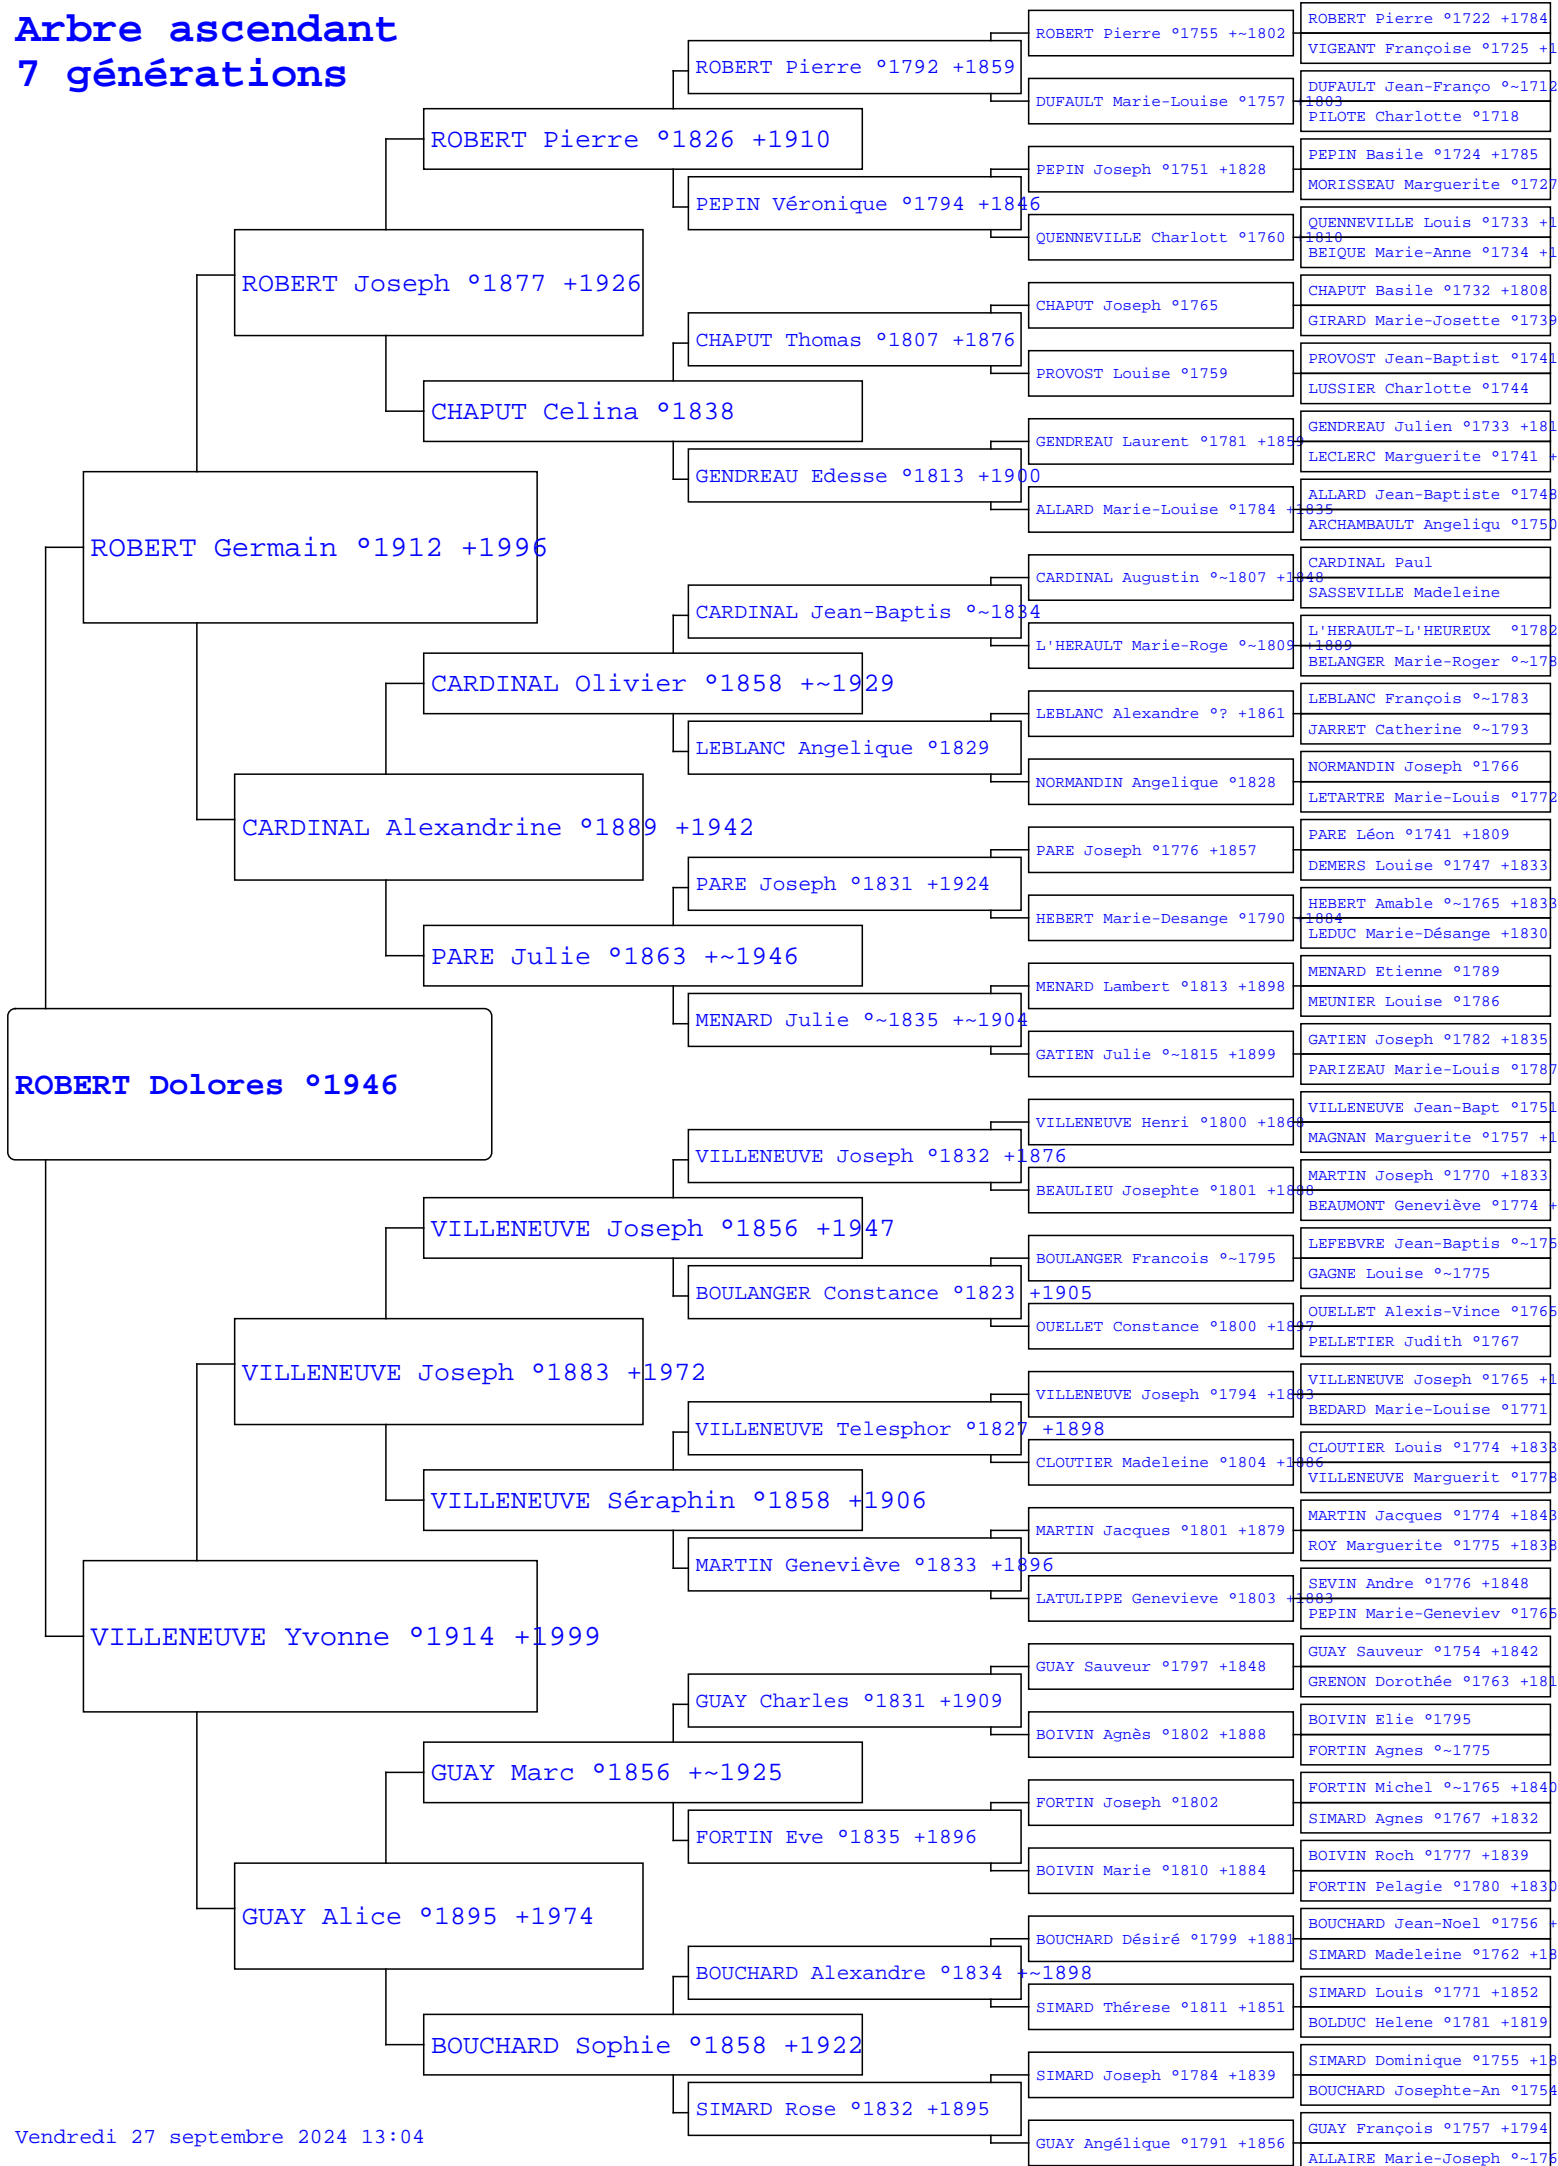 Arbre ascendant
7 générations
ROBERT Dolores °1946
ROBERT Germain °1912 +1996
VILLENEUVE Yvonne °1914 +1999
ROBERT Joseph °1877 +1926
CARDINAL Alexandrine °1889 +1942
VILLENEUVE Joseph °1883 +1972
GUAY Alice °1895 +1974
ROBERT Pierre °1826 +1910
CHAPUT Celina °1838
CARDINAL Olivier °1858 +~1929
PARE Julie °1863 +~1946
VILLENEUVE Joseph °1856 +1947
VILLENEUVE Séraphin °1858 +1906
GUAY Marc °1856 +~1925
BOUCHARD Sophie °1858 +1922
ROBERT Pierre °1792 +1859
PEPIN Véronique °1794 +1846
CHAPUT Thomas °1807 +1876
GENDREAU Edesse °1813 +1900
CARDINAL Jean-Baptis °~1834
LEBLANC Angelique °1829
PARE Joseph °1831 +1924
MENARD Julie °~1835 +~1904
VILLENEUVE Joseph °1832 +1876
BOULANGER Constance °1823 +1905
VILLENEUVE Telesphor °1827 +1898
MARTIN Geneviève °1833 +1896
GUAY Charles °1831 +1909
FORTIN Eve °1835 +1896
BOUCHARD Alexandre °1834 +~1898
SIMARD Rose °1832 +1895
ROBERT Pierre °1755 +~1802
DUFAULT Marie-Louise °1757 +1803
PEPIN Joseph °1751 +1828
QUENNEVILLE Charlott °1760 +1810
CHAPUT Joseph °1765
PROVOST Louise °1759
GENDREAU Laurent °1781 +1859
ALLARD Marie-Louise °1784 +1835
CARDINAL Augustin °~1807 +1848
L'HERAULT Marie-Roge °~1809 +1889
LEBLANC Alexandre °? +1861
NORMANDIN Angelique °1828
PARE Joseph °1776 +1857
HEBERT Marie-Desange °1790 +1884
MENARD Lambert °1813 +1898
GATIEN Julie °~1815 +1899
VILLENEUVE Henri °1800 +1868
BEAULIEU Josephte °1801 +1888
BOULANGER Francois °~1795
OUELLET Constance °1800 +1897
VILLENEUVE Joseph °1794 +1883
CLOUTIER Madeleine °1804 +1886
MARTIN Jacques °1801 +1879
LATULIPPE Genevieve °1803 +1883
GUAY Sauveur °1797 +1848
BOIVIN Agnès °1802 +1888
FORTIN Joseph °1802
BOIVIN Marie °1810 +1884
BOUCHARD Désiré °1799 +1881
SIMARD Thérese °1811 +1851
SIMARD Joseph °1784 +1839
GUAY Angélique °1791 +1856
ROBERT Pierre °1722 +1784
VIGEANT Françoise °1725 +1
DUFAULT Jean-Franço °~1712
PILOTE Charlotte °1718
PEPIN Basile °1724 +1785
MORISSEAU Marguerite °1727
QUENNEVILLE Louis °1733 +1
BEIQUE Marie-Anne °1734 +1
CHAPUT Basile °1732 +1808
GIRARD Marie-Josette °1739
PROVOST Jean-Baptist °1741
LUSSIER Charlotte °1744
GENDREAU Julien °1733 +181
LECLERC Marguerite °1741 +
ALLARD Jean-Baptiste °1748
ARCHAMBAULT Angeliqu °1750
CARDINAL Paul
SASSEVILLE Madeleine
L'HERAULT-L'HEUREUX °1782
BELANGER Marie-Roger °~178
LEBLANC François °~1783
JARRET Catherine °~1793
NORMANDIN Joseph °1766
LETARTRE Marie-Louis °1772
PARE Léon °1741 +1809
DEMERS Louise °1747 +1833
HEBERT Amable °~1765 +1833
LEDUC Marie-Désange +1830
MENARD Etienne °1789
MEUNIER Louise °1786
GATIEN Joseph °1782 +1835
PARIZEAU Marie-Louis °1787
VILLENEUVE Jean-Bapt °1751
MAGNAN Marguerite °1757 +1
MARTIN Joseph °1770 +1833
BEAUMONT Geneviève °1774 +
LEFEBVRE Jean-Baptis °~175
GAGNE Louise °~1775
OUELLET Alexis-Vince °1765
PELLETIER Judith °1767
VILLENEUVE Joseph °1765 +1
BEDARD Marie-Louise °1771
CLOUTIER Louis °1774 +1833
VILLENEUVE Marguerit °1778
MARTIN Jacques °1774 +1843
ROY Marguerite °1775 +1838
SEVIN Andre °1776 +1848
PEPIN Marie-Geneviev °1765
GUAY Sauveur °1754 +1842
GRENON Dorothée °1763 +181
BOIVIN Elie °1795
FORTIN Agnes °~1775
FORTIN Michel °~1765 +1840
SIMARD Agnes °1767 +1832
BOIVIN Roch °1777 +1839
FORTIN Pelagie °1780 +1830
BOUCHARD Jean-Noel °1756 +
SIMARD Madeleine °1762 +18
SIMARD Louis °1771 +1852
BOLDUC Helene °1781 +1819
SIMARD Dominique °1755 +18
BOUCHARD Josephte-An °1754
GUAY François °1757 +1794
ALLAIRE Marie-Joseph °~176
Vendredi 27 septembre 2024 13:04